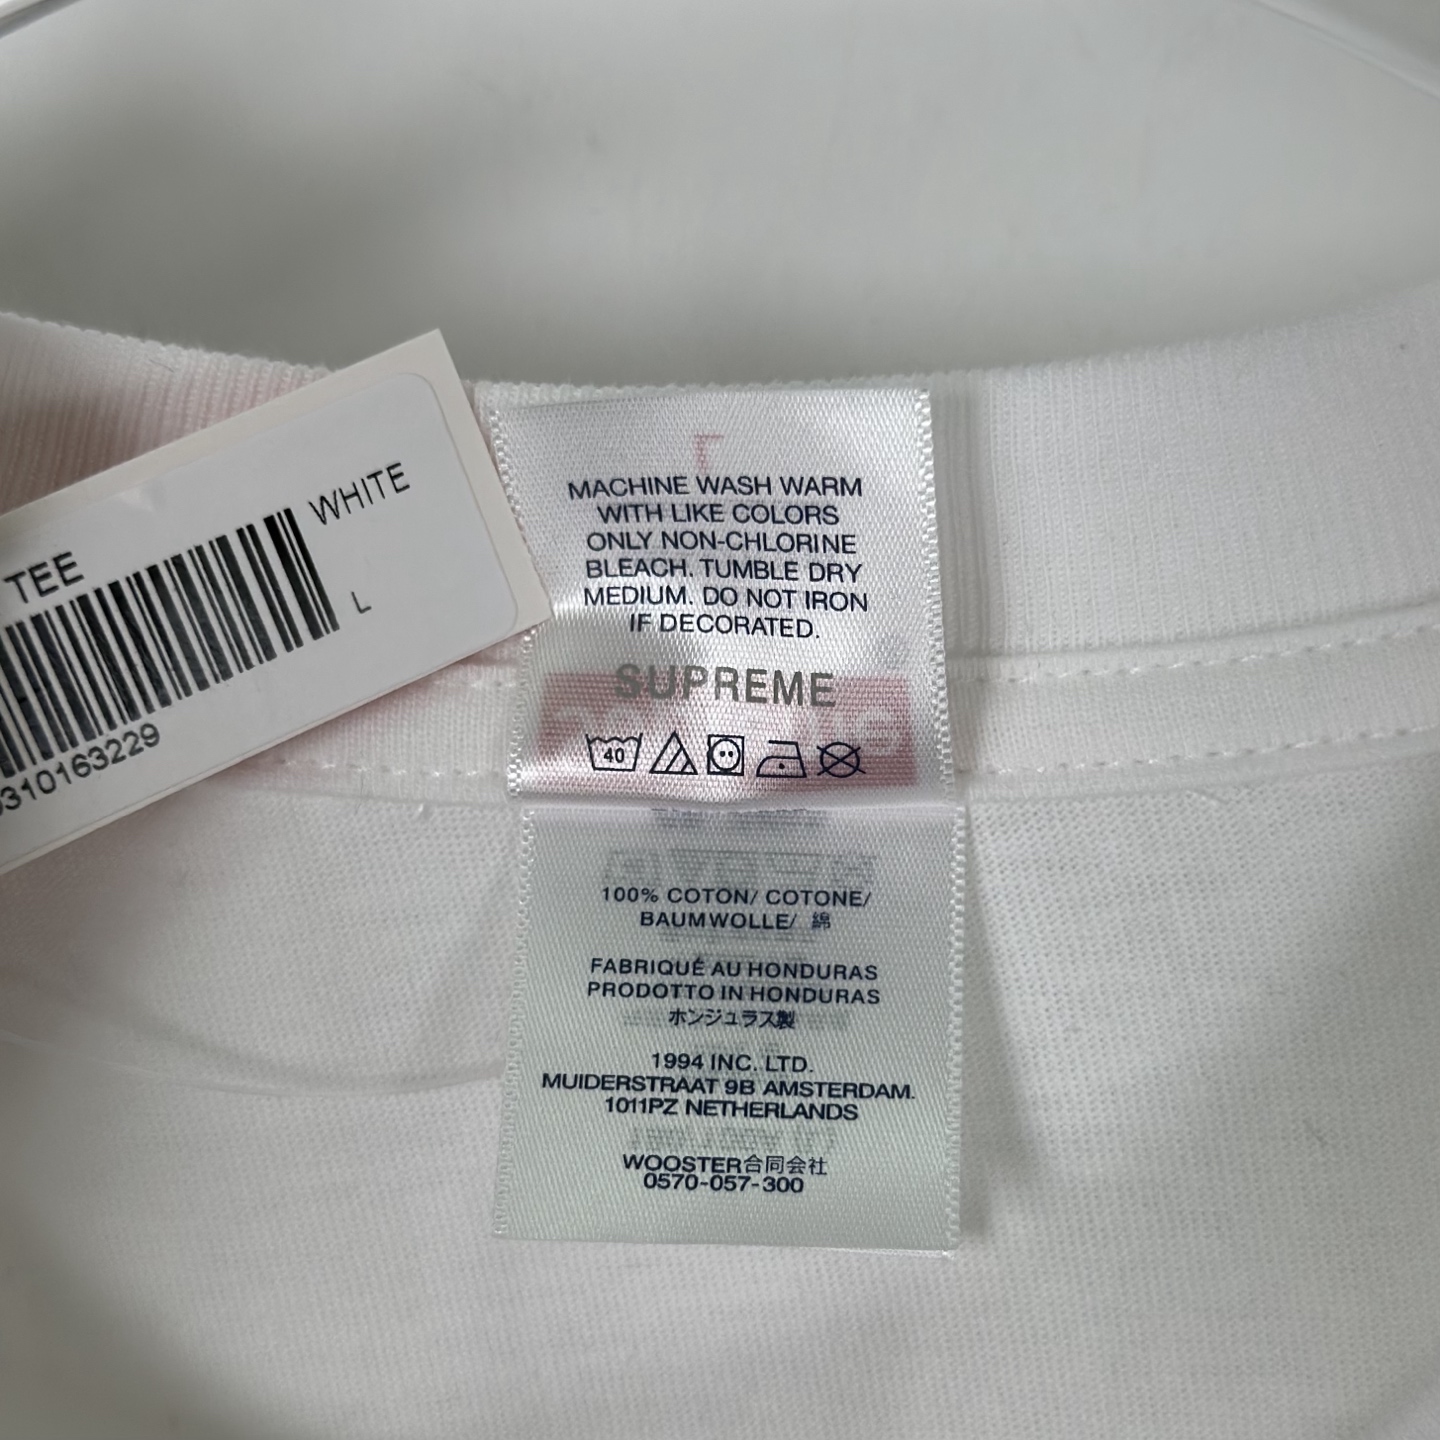 WHITE
TEE
L
310163229
MACHINE WASH WARM
WITH LIKE COLORS
ONLY NON-CHLORINE
BLEACH. TUMBLE DRY
MEDIUM. DO NOT IRON
IF DECORATED.
SUPREME
40
100% COTON/ COTONE/
BAUMWOLLE/ 綿
FABRIQUÉ AU HONDURAS
PRODOTTO IN HONDURAS
ホンジュラス製
1994 INC. LTD.
MUIDERSTRAAT 9B AMSTERDAM.
1011PZ NETHERLANDS
WOOSTER合同会社
0570-057-300